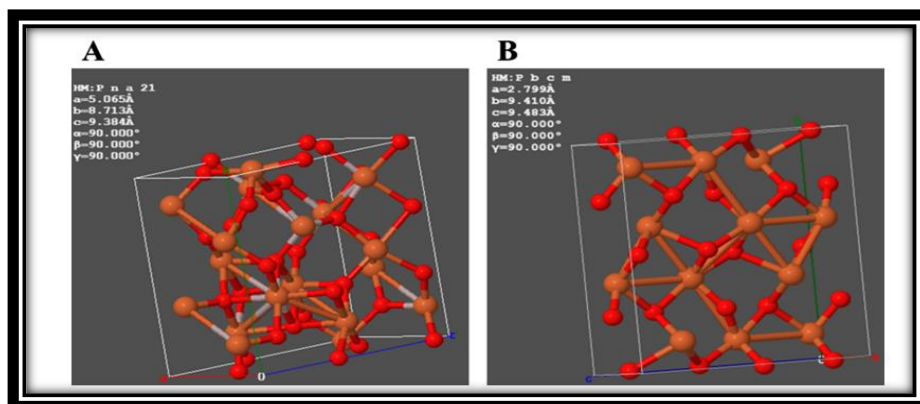 A
HM:P n a 21
a=5.065Å
b=8.713Å
c=9.384Å
α=90.000°
β=90.000°
γ=90.000°
0
c
B
HM:P b c m
a=2.799Å
b=9.410Å
c=9.483Å
α=90.000°
β=90.000°
γ=90.000°
c